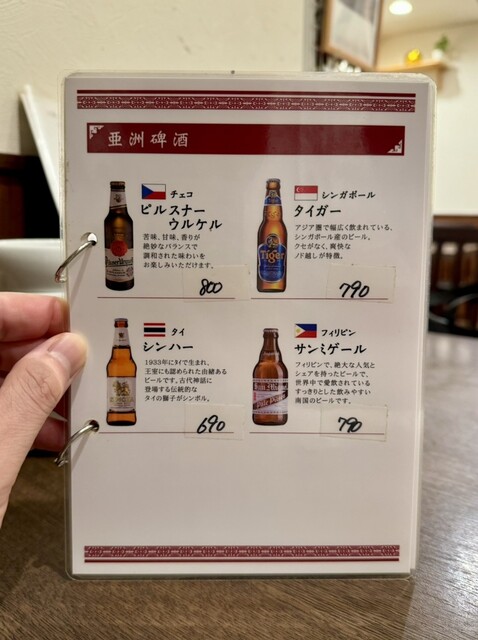 亜洲碑酒
チェコ
ピルスナー
ウルケル
苦味、甘味、香りが
絶妙なバランスで
調和された味わいを
お楽しみいただけます。
800
シンガポール
タイガー
アジア圏で幅広く飲まれている、
シンガポール産のビール。
クセがなく、爽快な
ノド越しが特徴。
Tiger
790
タイ
シンハー
1933年にタイで生まれ、
王室にも認められた由緒ある
ビールです。古代神話に
登場する伝統的な
タイの獅子がシンボル。
690
フィリピン
サンミゲール
フィリピンで、絶大な人気と
シェアを持ったビールで、
世界中で愛飲されている
すっきりとした飲みやすい
南国のビールです。
790